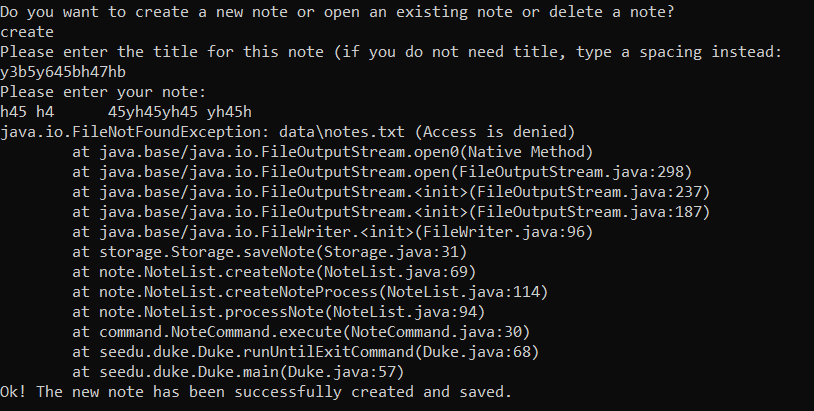 Do you want to create a new note or open an existing note or delete a note?
create
Please enter the title for this note (if you do not need title, type a spacing instead:
y3b5y645bh47hb
Please enter your note:
h45 h4      45yh45yh45 yh45h
java.io.FileNotFoundException: data\notes.txt (Access is denied)
        at java.base/java.io.FileOutputStream.open0(Native Method)
        at java.base/java.io.FileOutputStream.open(FileOutputStream.java:298)
        at java.base/java.io.FileOutputStream.<init>(FileOutputStream.java:237)
        at java.base/java.io.FileOutputStream.<init>(FileOutputStream.java:187)
        at java.base/java.io.FileWriter.<init>(FileWriter.java:96)
        at storage.Storage.saveNote(Storage.java:31)
        at note.NoteList.createNote(NoteList.java:69)
        at note.NoteList.createNoteProcess(NoteList.java:114)
        at note.NoteList.processNote(NoteList.java:94)
        at command.NoteCommand.execute(NoteCommand.java:30)
        at seedu.duke.Duke.runUntilExitCommand(Duke.java:68)
        at seedu.duke.Duke.main(Duke.java:57)
Ok! The new note has been successfully created and saved.